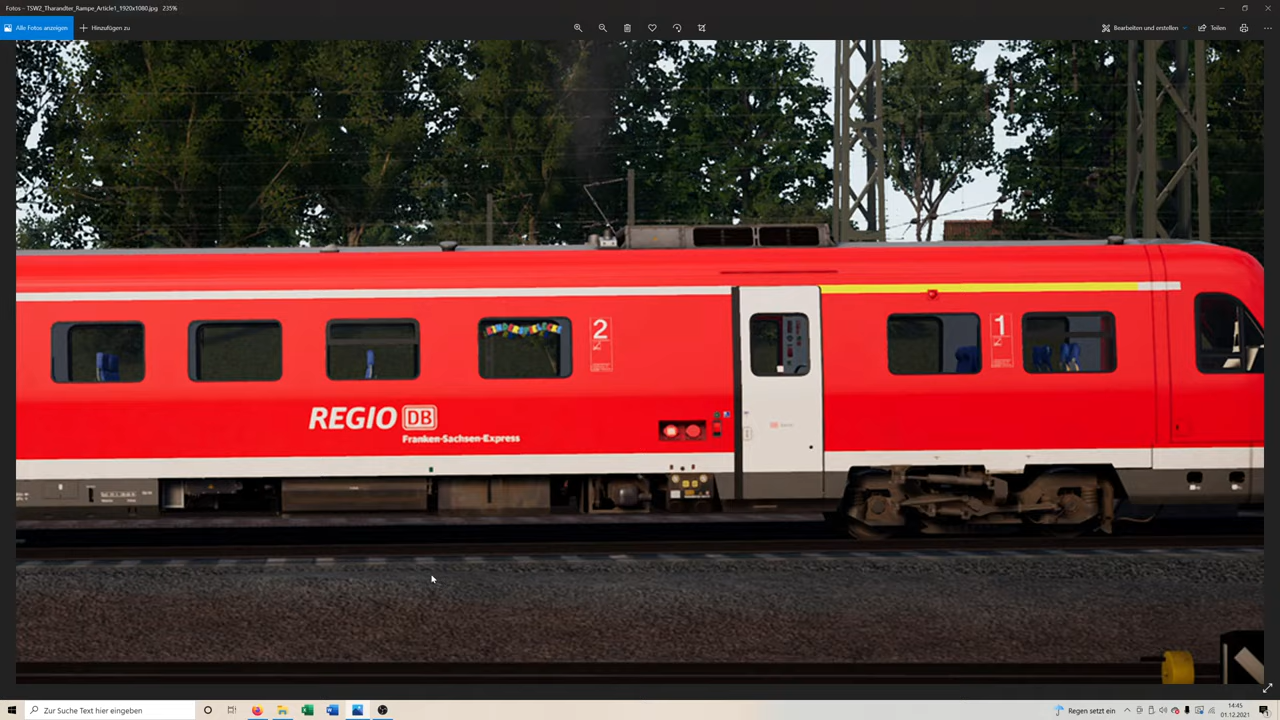 Fotos – TSW2_Tharandter_Rampe_Article1_1920x1080.jpg 235%
Alle Fotos anzeigen
Hinzufügen zu
Bearbeiten und erstellen
Teilen
KINDERSPIELECKE
2
1
REGIO DB
Franken-Sachsen-Express
Zur Suche Text hier eingeben
Regen setzt ein
14:45
01.12.2021